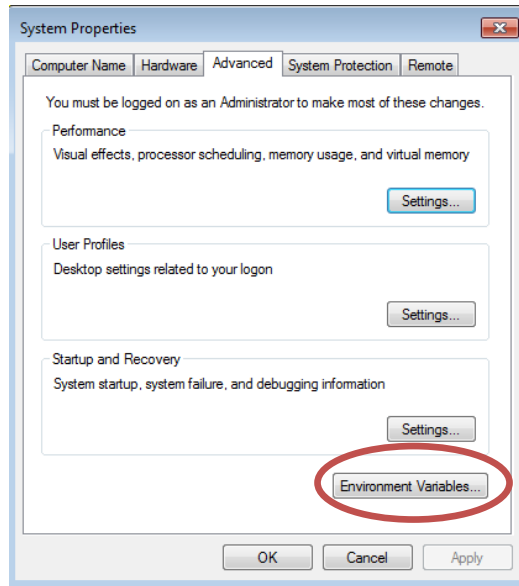 System Properties
Computer Name Hardware Advanced System Protection Remote
You must be logged on as an Administrator to make most of these changes.
Performance
Visual effects, processor scheduling, memory usage, and virtual memory
Settings...
User Profiles
Desktop settings related to your logon
Settings...
Startup and Recovery
System startup, system failure, and debugging information
Settings...
Environment Variables...
OK Cancel Apply